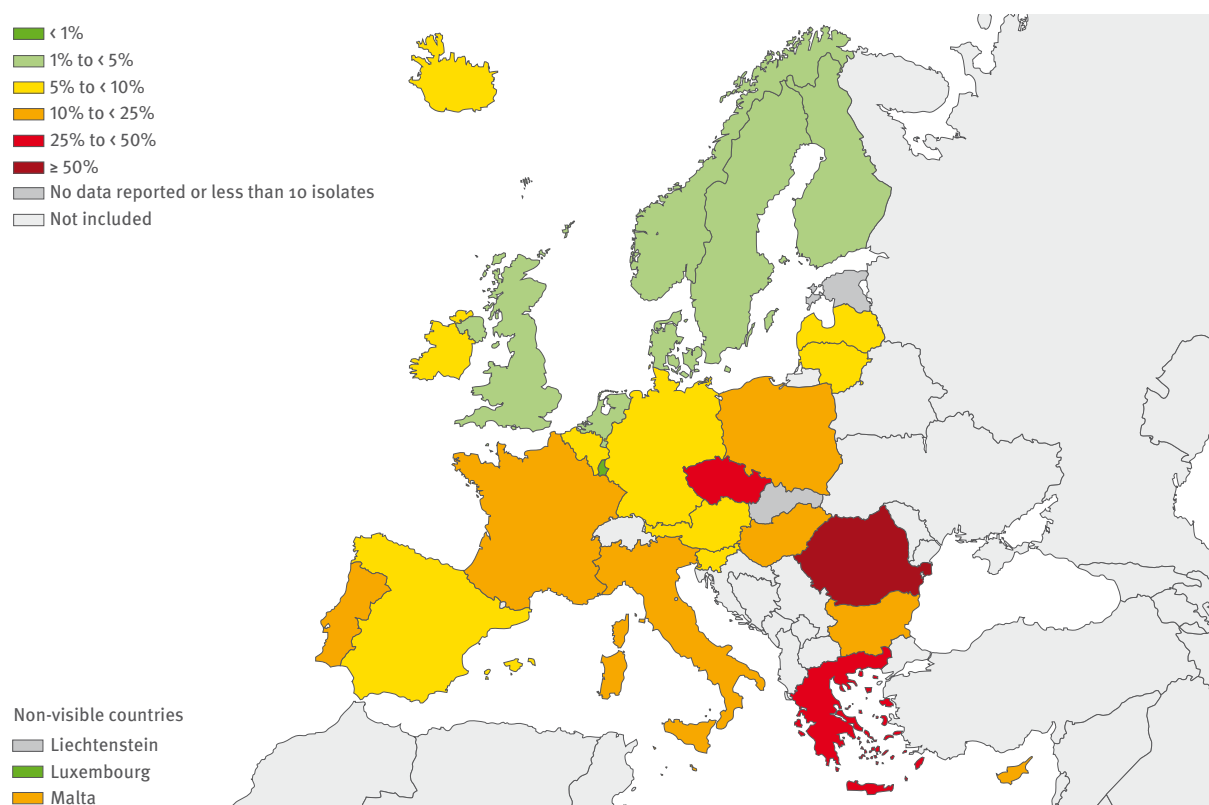 < 1%
1% to < 5%
5% to < 10%
10% to < 25%
25% to < 50%
≥ 50%
No data reported or less than 10 isolates
Not included
Non-visible countries
Liechtenstein
Luxembourg
Malta